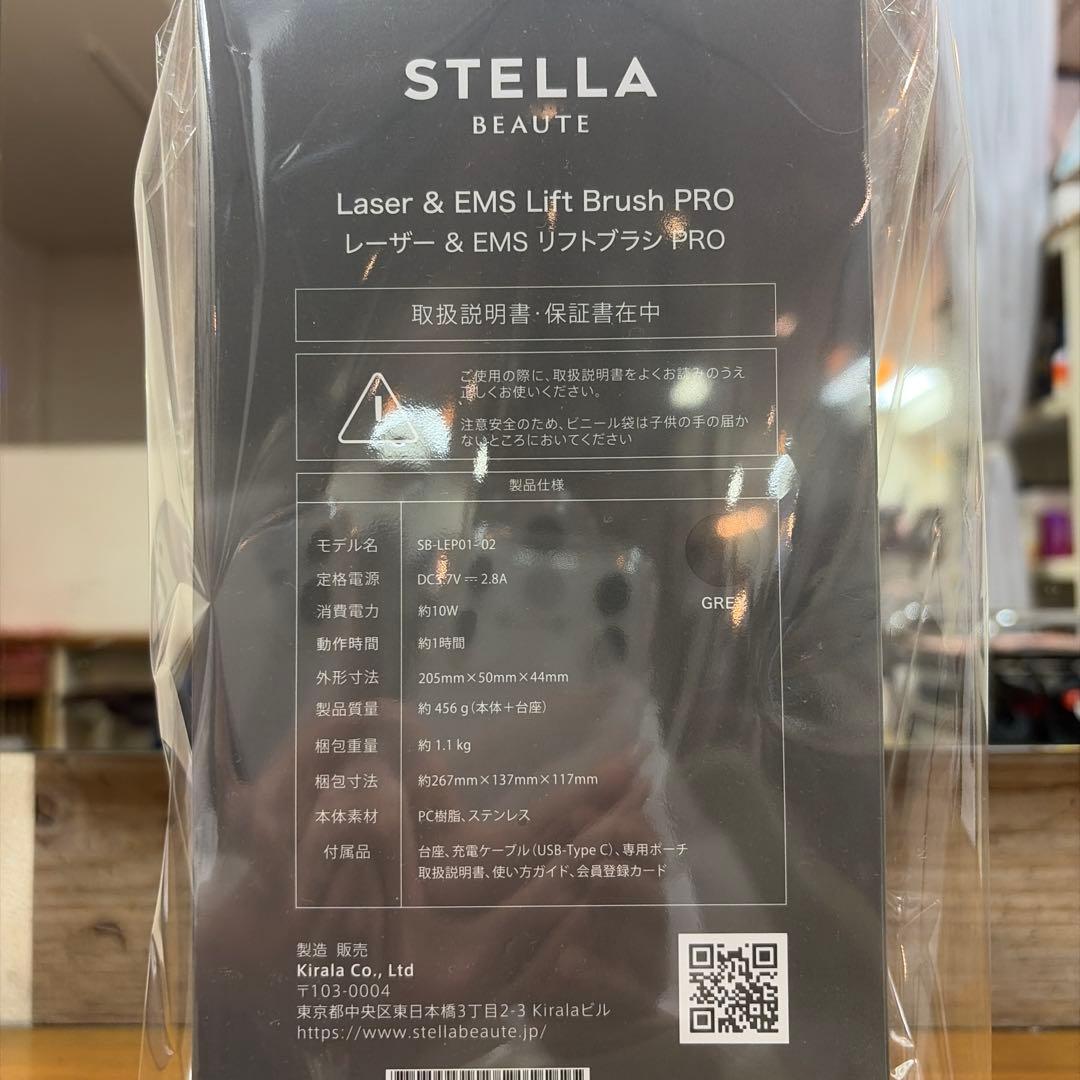 STELLA
BEAUTE
Laser & EMS Lift Brush PRO
レーザー & EMS リフトブラシ PRO
取扱説明書・保証書在中
ご使用の際に、取扱説明書をよくお読みのうえ
正しくお使いください。
注意安全のため、ビニール袋は子供の手の届か
ないところにおいてください
製品仕様
モデル名 SB-LEP01-02
定格電源 DC3.7V ⎓ 2.8A
消費電力 約10W
動作時間 約1時間
外形寸法 205mm×50mm×44mm
製品質量 約 456 g(本体+台座)
梱包重量 約 1.1 kg
梱包寸法 約267mm×137mm×117mm
本体素材 PC樹脂、ステンレス
付属品 台座、充電ケーブル(USB-Type C)、専用ポーチ
取扱説明書、使い方ガイド、会員登録カード
GREY
製造 販売
Kirala Co., Ltd
〒103-0004
東京都中央区東日本橋3丁目2-3 Kiralaビル
https://www.stellabeaute.jp/